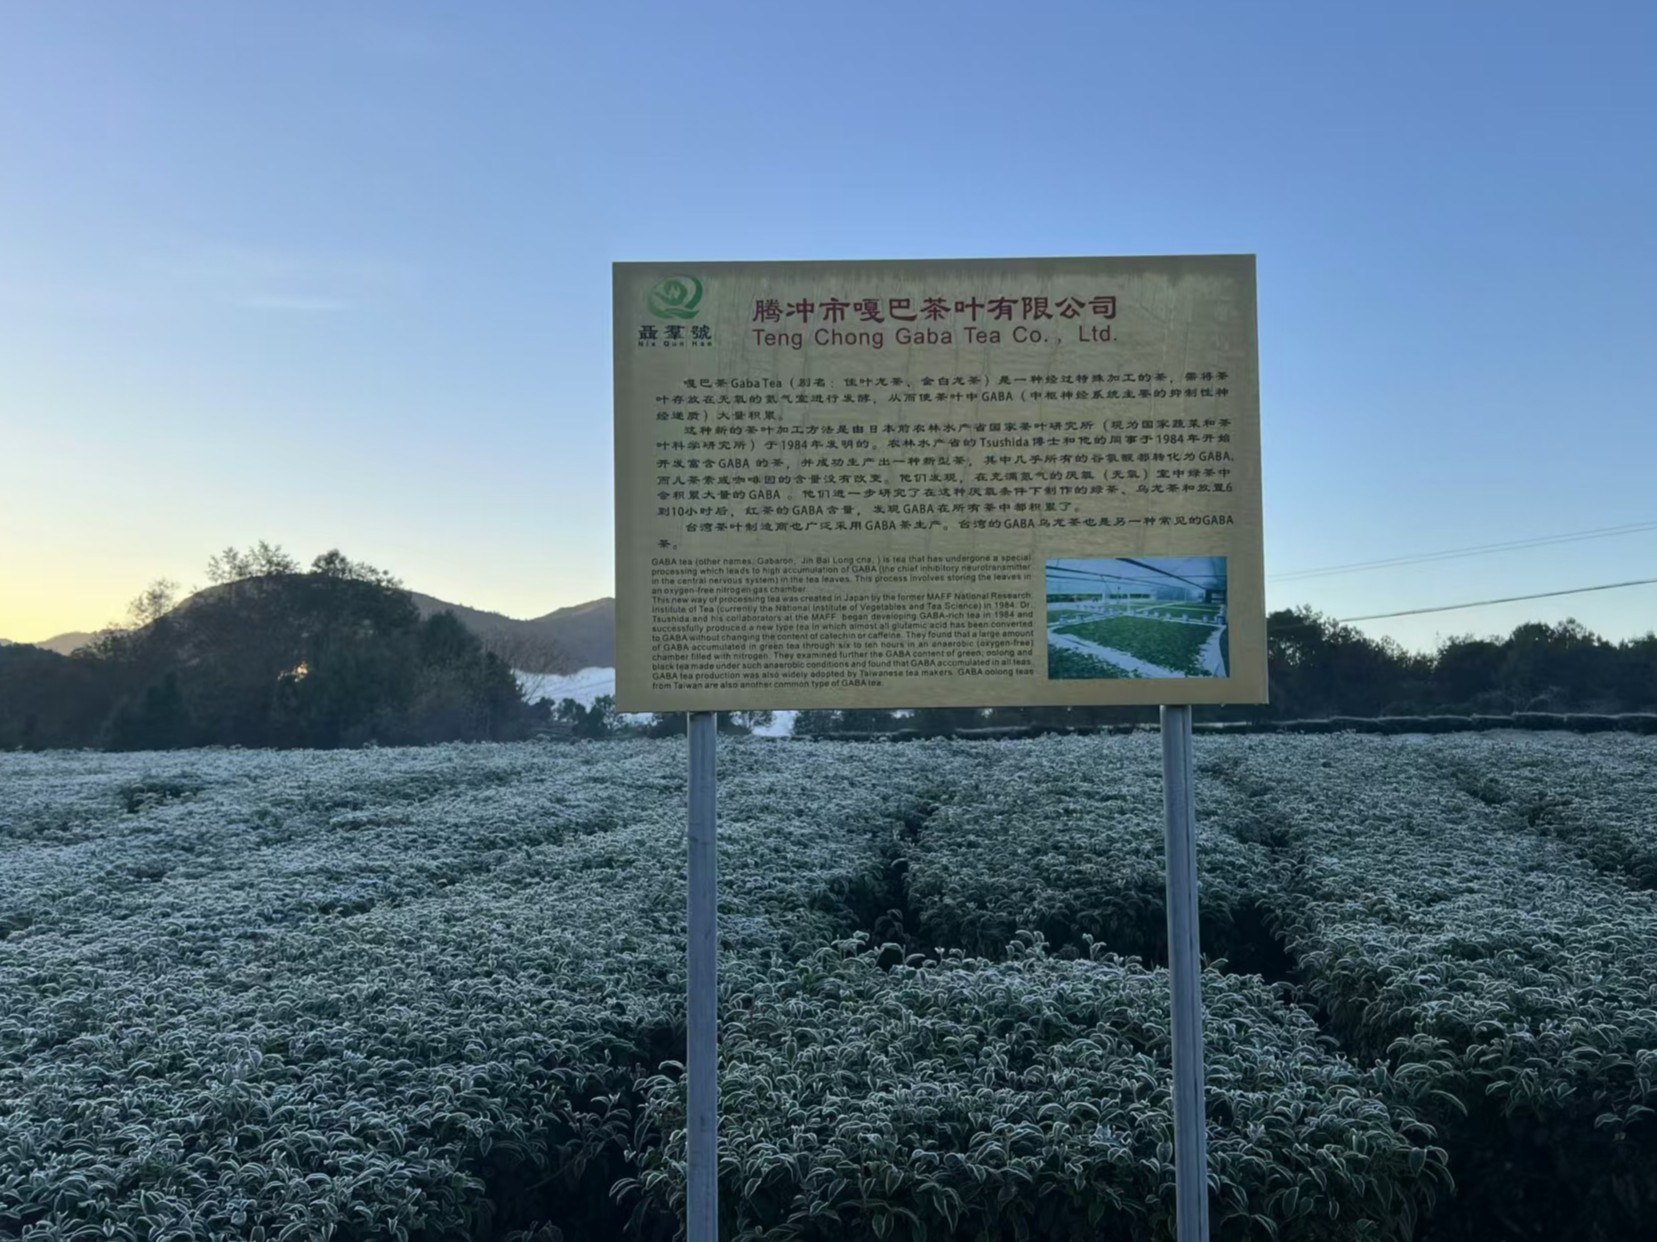 聂羣號
Nie Qun Hao
腾冲市嘎巴茶叶有限公司
Teng Chong Gaba Tea Co., Ltd.
嘎巴茶Gaba Tea（别名：佳叶龙茶、金白龙茶）是一种经过特殊加工的茶，需将茶
叶存放在无氧的氮气室进行发酵，从而使茶叶中GABA（中枢神经系统主要的抑制性神
经递质）大量积累。
这种新的茶叶加工方法是由日本前农林水产省国家茶叶研究所（现为国家蔬菜和茶
叶科学研究所）于1984年发明的。农林水产省的Tsushida博士和他的同事于1984年开始
开发富含GABA 的茶，并成功生产出一种新型茶，其中几乎所有的谷氨酸都转化为GABA,
而儿茶素或咖啡因的含量没有改变。他们发现，在充满氮气的厌氧（无氧）室中绿茶中
会积累大量的GABA 。他们进一步研究了在这种厌氧条件下制作的绿茶、乌龙茶和放置6
到10小时后，红茶的GABA含量，发现GABA在所有茶中都积累了。
台湾茶叶制造商也广泛采用GABA茶生产。台湾的GABA乌龙茶也是另一种常见的GABA
茶。
GABA tea (other names: Gabaron, Jin Bai Long cha, ) is tea that has undergone a special
processing which leads to high accumulation of GABA (the chief inhibitory neurotransmitter
in the central nervous system) in the tea leaves. This process involves storing the leaves in
an oxygen-free nitrogen gas chamber.
This new way of processing tea was created in Japan by the former MAFF National Research
Institute of Tea (currently the National Institute of Vegetables and Tea Science) in 1984. Dr.
Tsushida and his collaborators at the MAFF began developing GABA-rich tea in 1984 and
successfully produced a new type tea in which almost all glutamic acid has been converted
to GABA without changing the content of catechin or caffeine. They found that a large amount
of GABA accumulated in green tea through six to ten hours in an anaerobic (oxygen-free)
chamber filled with nitrogen. They examined further the GABA content of green, oolong and
black tea made under such anaerobic conditions and found that GABA accumulated in all teas.
GABA tea production was also widely adopted by Taiwanese tea makers. GABA oolong teas
from Taiwan are also another common type of GABA tea.